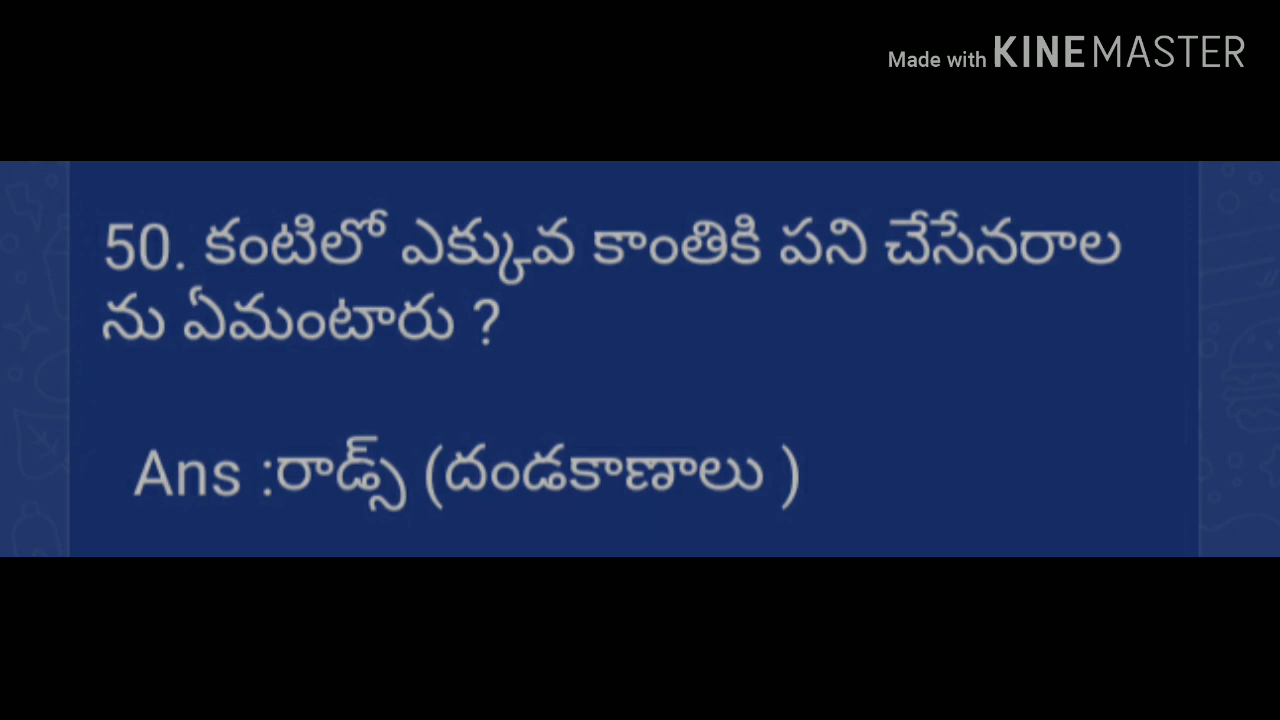 Made with KINEMASTER
50. కంటిలో ఎక్కువ కాంతికి పని చేసేనరాల
ను ఏమంటారు ?
Ans :రాడ్స్ (దండకాణాలు )